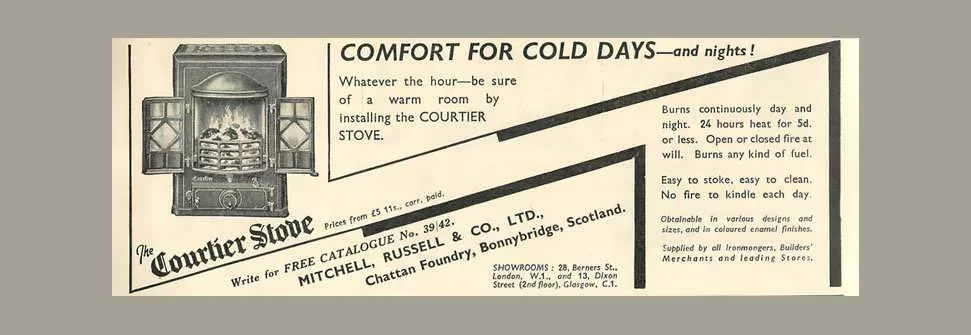 COMFORT FOR COLD DAYS—and nights!
Whatever the hour—be sure
of a warm room by
installing the COURTIER
STOVE.
Burns continuously day and
night. 24 hours heat for 5d.
or less. Open or closed fire at
will. Burns any kind of fuel.
Easy to stoke, easy to clean.
No fire to kindle each day.
Obtainable in various designs and
sizes, and in coloured enamel finishes.
Supplied by all Ironmongers, Builders'
Merchants and leading Stores.
Courtier
The Courtier Stove
Prices from £5 11s., carr. paid.
Write for FREE CATALOGUE No. 39/42.
MITCHELL, RUSSELL & CO., LTD.,
Chattan Foundry, Bonnybridge, Scotland.
SHOWROOMS : 28, Berners St.,
London, W.1., and 13, Dixon
Street (2nd floor), Glasgow, C.1.